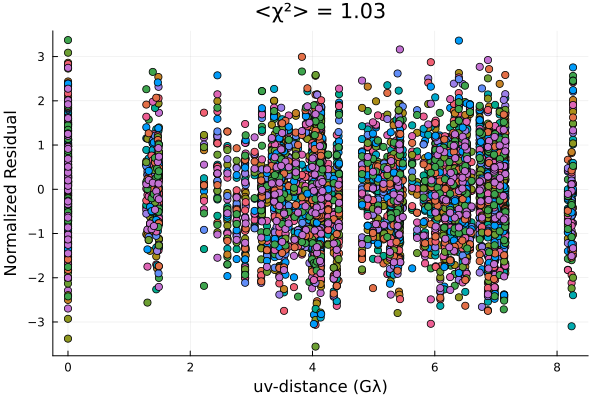 <χ²> = 1.03
Normalized Residual
3
2
1
0
−1
−2
−3
0 2 4 6 8
uv-distance (Gλ)